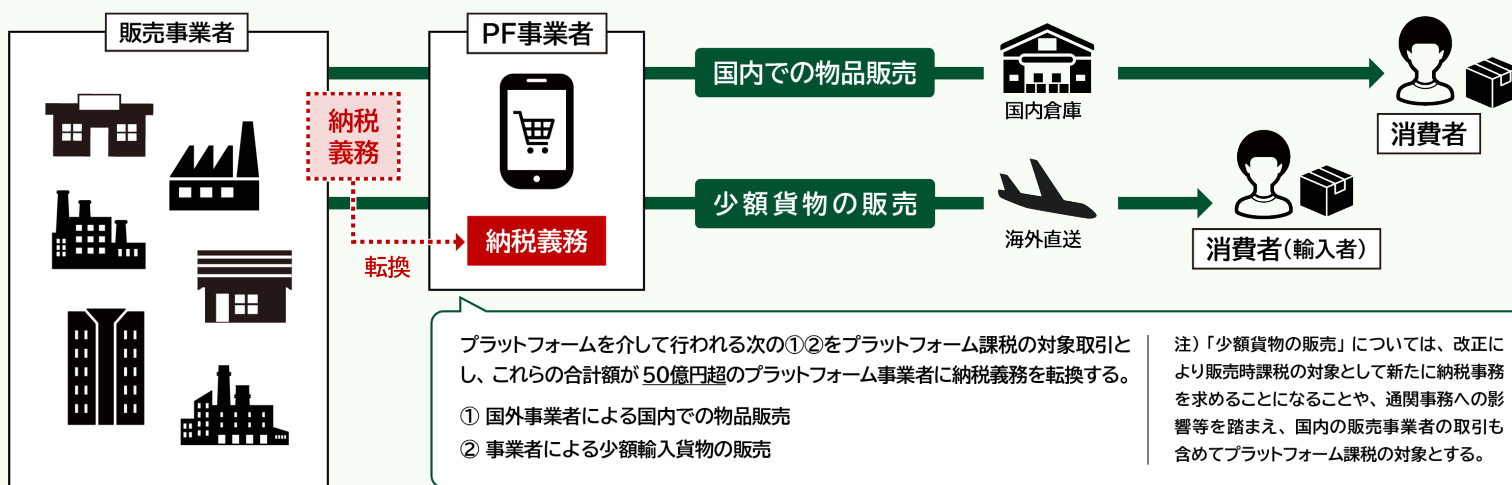 販売事業者
PF事業者
納税
義務
転換
納税義務
国内での物品販売
国内倉庫
消費者
少額貨物の販売
海外直送
消費者（輸入者）
プラットフォームを介して行われる次の①②をプラットフォーム課税の対象取引と
し、これらの合計額が50億円超のプラットフォーム事業者に納税義務を転換する。
① 国外事業者による国内での物品販売
② 事業者による少額輸入貨物の販売
注）「少額貨物の販売」については、改正に
より販売時課税の対象として新たに納税事務
を求めることになることや、通関事務への影
響等を踏まえ、国内の販売事業者の取引も
含めてプラットフォーム課税の対象とする。